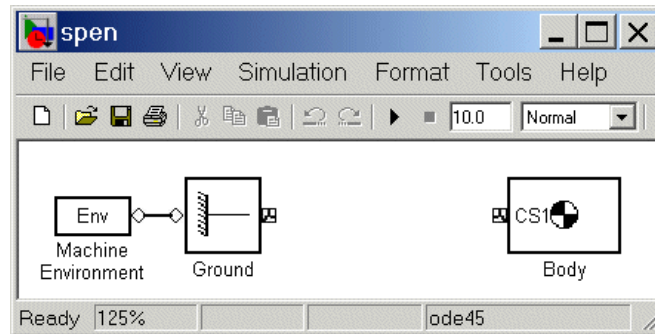 spen
File Edit View Simulation Format Tools Help
10.0 Normal
Env
CS1
Machine
Environment
Ground
Body
Ready 125% ode45